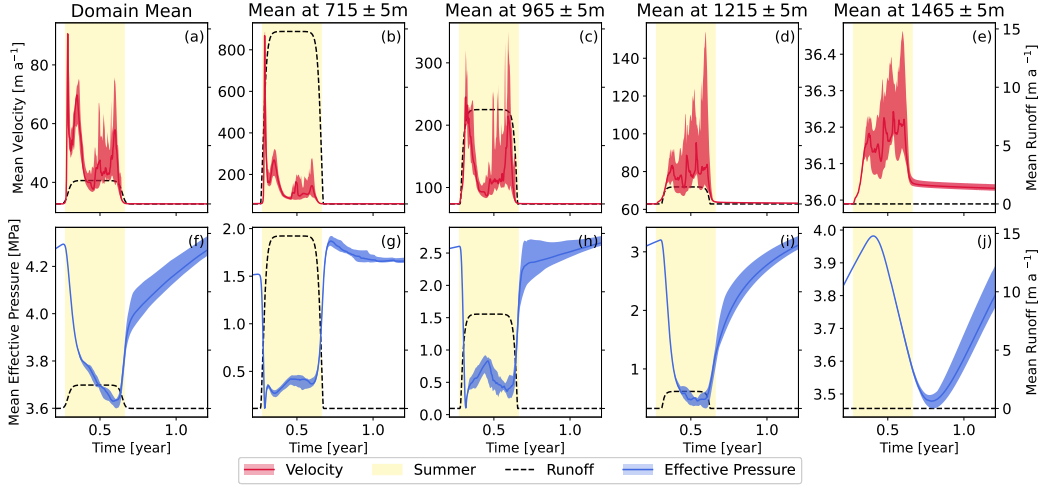 Domain Mean
Mean at 715 ± 5m
Mean at 965 ± 5m
Mean at 1215 ± 5m
Mean at 1465 ± 5m
(a)
(b)
(c)
(d)
(e)
Mean Velocity [m a⁻¹]
80
60
40
800
600
400
200
350
300
250
200
150
100
140
120
100
80
60
36.4
36.3
36.2
36.1
36.0
15
10
5
0
Mean Runoff [m a⁻¹]
(f)
(g)
(h)
(i)
(j)
Mean Effective Pressure [MPa]
4.2
4.0
3.8
3.6
2.0
1.5
1.0
0.5
2.5
2.0
1.5
1.0
0.5
0.0
3
2
1
0
4.0
3.9
3.8
3.7
3.6
3.5
15
10
5
0
Mean Runoff [m a⁻¹]
0.5 1.0
0.5 1.0
0.5 1.0
0.5 1.0
0.5 1.0
Time [year]
Time [year]
Time [year]
Time [year]
Time [year]
Velocity Summer Runoff Effective Pressure